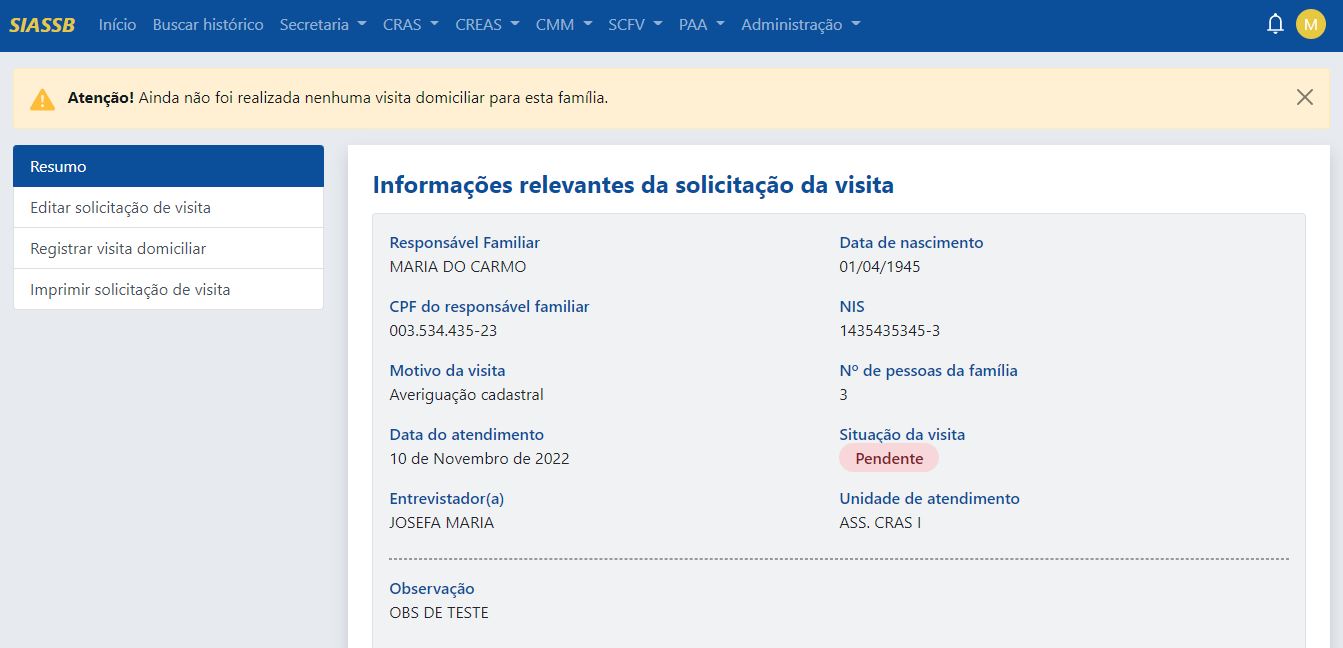 SIASSB Início Buscar histórico Secretaria CRAS CREAS CMM SCFV PAA Administração M
Atenção! Ainda não foi realizada nenhuma visita domiciliar para esta família.
Resumo
Editar solicitação de visita
Registrar visita domiciliar
Imprimir solicitação de visita
Informações relevantes da solicitação da visita
Responsável Familiar Data de nascimento
MARIA DO CARMO 01/04/1945
CPF do responsável familiar NIS
003.534.435-23 1435435345-3
Motivo da visita Nº de pessoas da família
Averiguação cadastral 3
Data do atendimento Situação da visita
10 de Novembro de 2022 Pendente
Entrevistador(a) Unidade de atendimento
JOSEFA MARIA ASS. CRAS I
Observação
OBS DE TESTE